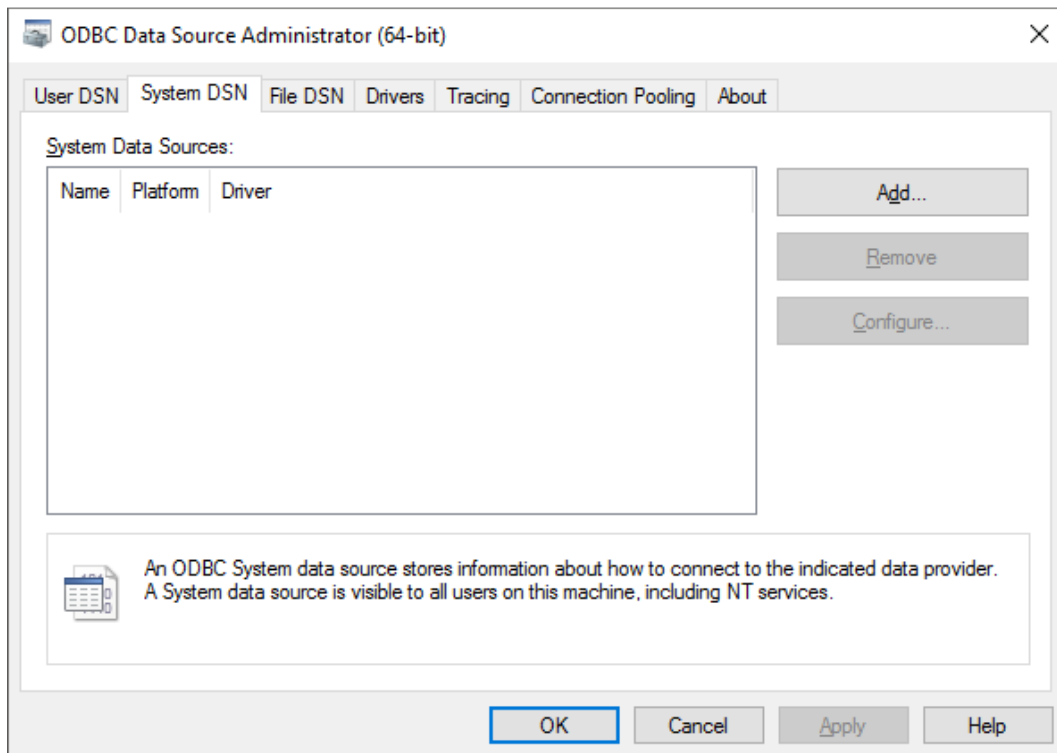 ODBC Data Source Administrator (64-bit)
User DSN System DSN File DSN Drivers Tracing Connection Pooling About
System Data Sources:
Name Platform Driver
Add...
Remove
Configure...
An ODBC System data source stores information about how to connect to the indicated data provider.
A System data source is visible to all users on this machine, including NT services.
OK Cancel Apply Help